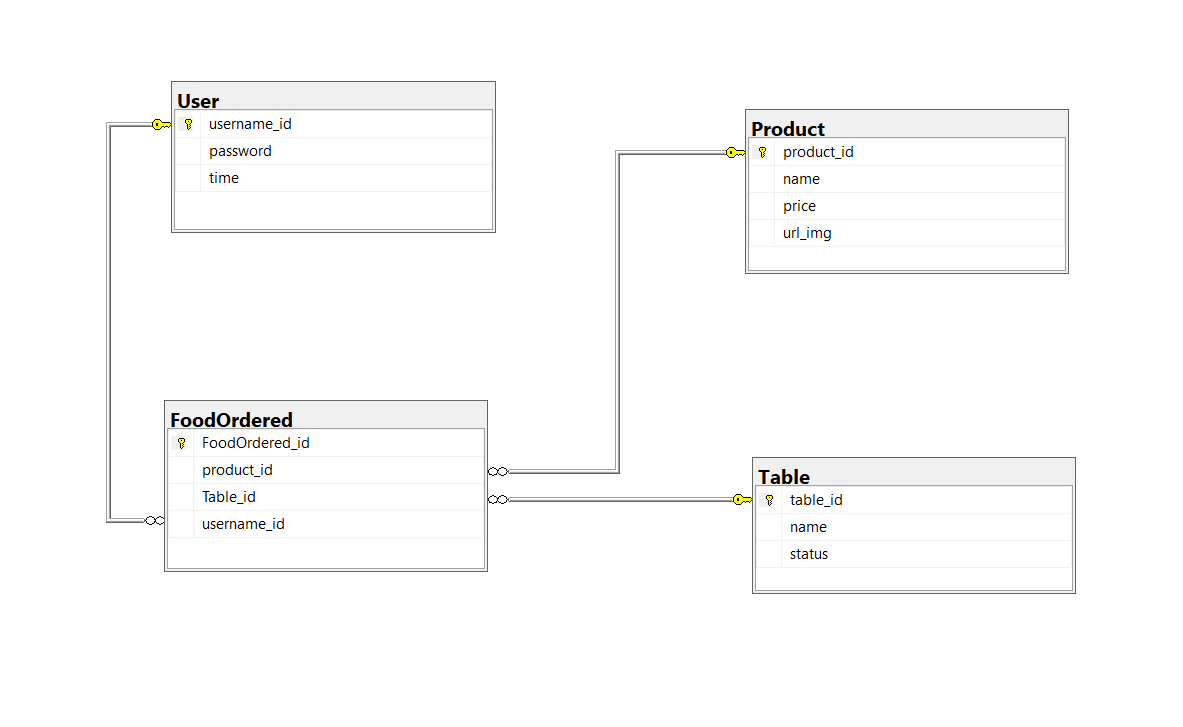 User
username_id
password
time
Product
product_id
name
price
url_img
FoodOrdered
FoodOrdered_id
product_id
Table_id
username_id
Table
table_id
name
status